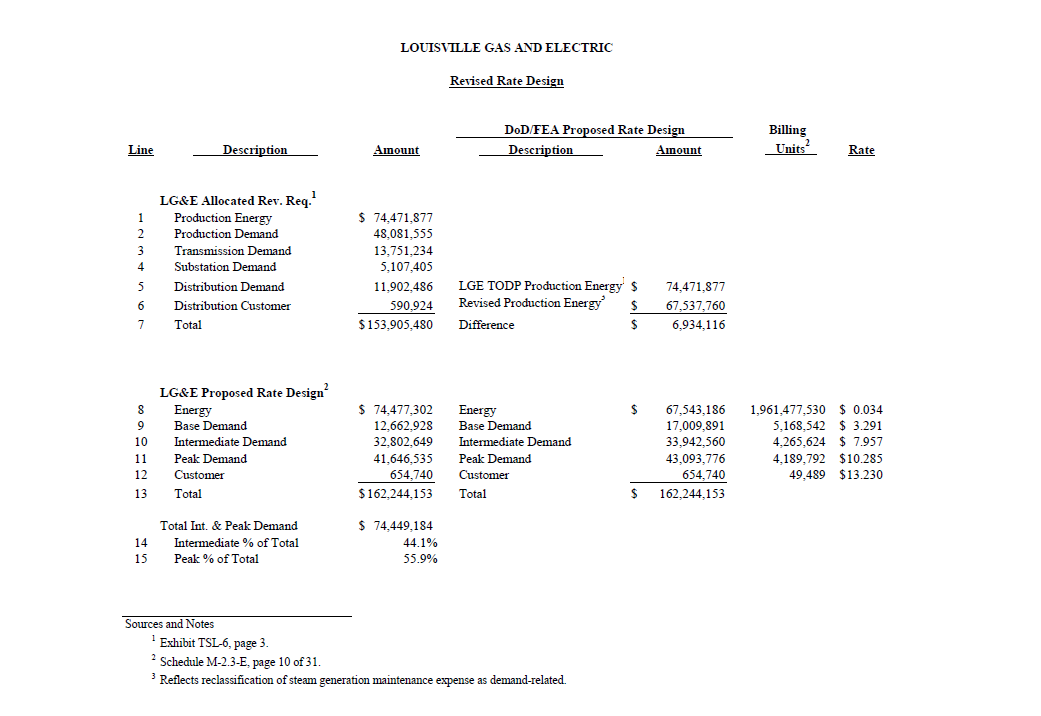 LOUISVILLE GAS AND ELECTRIC
Revised Rate Design
DoD/FEA Proposed Rate Design Billing
Line Description Amount Description Amount Units2 Rate
LG&E Allocated Rev. Req.1
1 Production Energy $ 74,471,877
2 Production Demand 48,081,555
3 Transmission Demand 13,751,234
4 Substation Demand 5,107,405
5 Distribution Demand 11,902,486 LGE TODP Production Energy1 $ 74,471,877
6 Distribution Customer 590,924 Revised Production Energy3 $ 67,537,760
7 Total $153,905,480 Difference $ 6,934,116
LG&E Proposed Rate Design2
8 Energy $ 74,477,302 Energy $ 67,543,186 1,961,477,530 $ 0.034
9 Base Demand 12,662,928 Base Demand 17,009,891 5,168,542 $ 3.291
10 Intermediate Demand 32,802,649 Intermediate Demand 33,942,560 4,265,624 $ 7.957
11 Peak Demand 41,646,535 Peak Demand 43,093,776 4,189,792 $10.285
12 Customer 654,740 Customer 654,740 49,489 $13.230
13 Total $162,244,153 Total $ 162,244,153
Total Int. & Peak Demand $ 74,449,184
14 Intermediate % of Total 44.1%
15 Peak % of Total 55.9%
Sources and Notes
1 Exhibit TSL-6, page 3.
2 Schedule M-2.3-E, page 10 of 31.
3 Reflects reclassification of steam generation maintenance expense as demand-related.